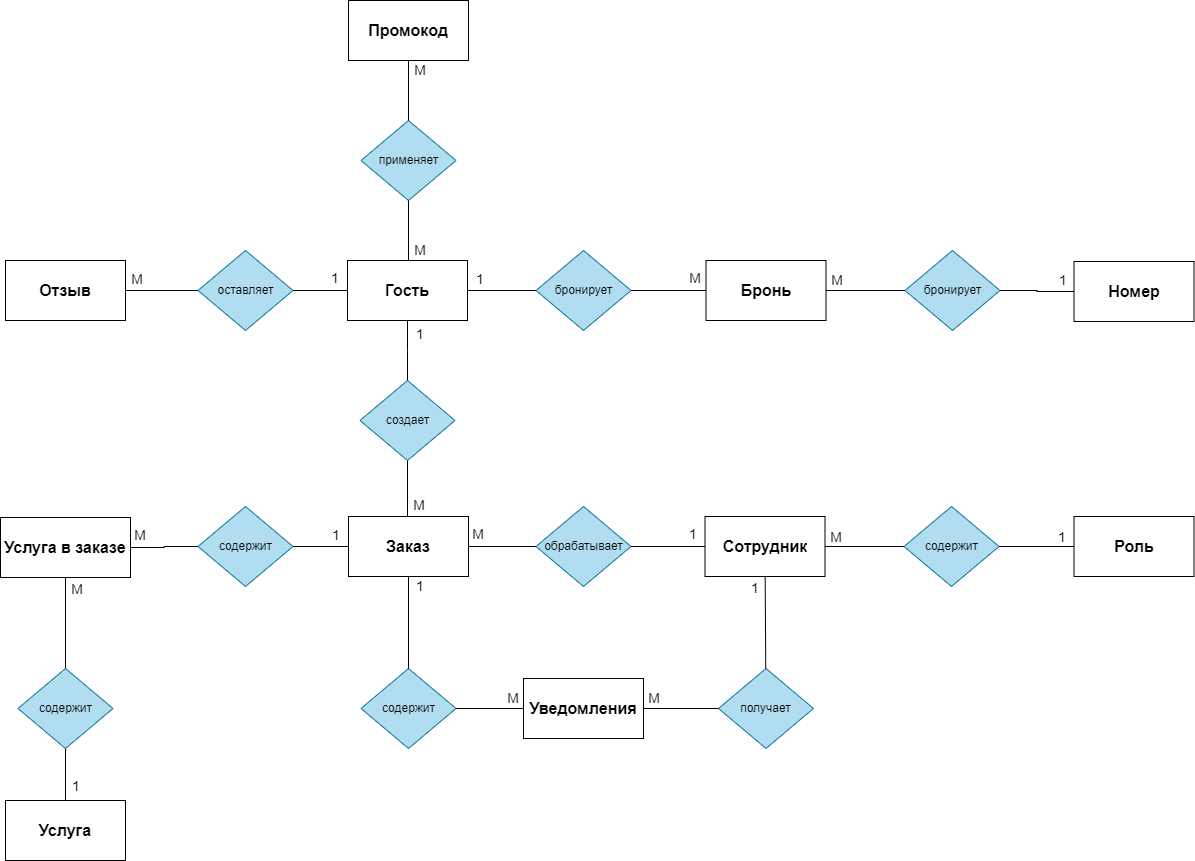 Промокод
М
применяет
М
Отзыв
М
оставляет
1
Гость
1
бронирует
М
Бронь
М
бронирует
1
Номер
1
создает
М
Услуга в заказе
М
содержит
1
Заказ
М
обрабатывает
1
Сотрудник
М
содержит
1
Роль
М
1
1
содержит
содержит
М
Уведомления
М
получает
1
Услуга